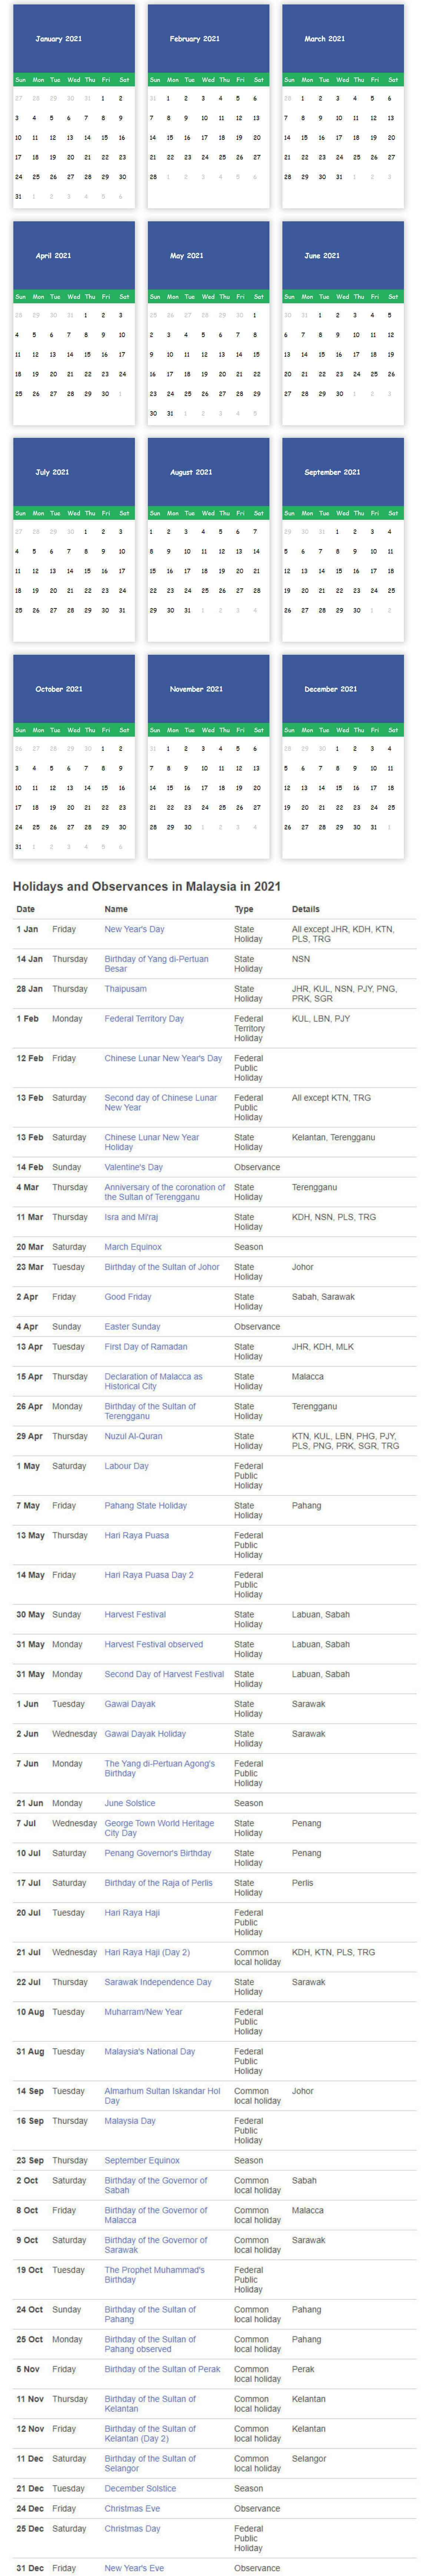 January 2021
Sun Mon Tue Wed Thu Fri Sat
27 28 29 30 31 1 2
3 4 5 6 7 8 9
10 11 12 13 14 15 16
17 18 19 20 21 22 23
24 25 26 27 28 29 30
31 1 2 3 4 5 6
February 2021
Sun Mon Tue Wed Thu Fri Sat
31 1 2 3 4 5 6
7 8 9 10 11 12 13
14 15 16 17 18 19 20
21 22 23 24 25 26 27
28 1 2 3 4 5 6
March 2021
Sun Mon Tue Wed Thu Fri Sat
28 1 2 3 4 5 6
7 8 9 10 11 12 13
14 15 16 17 18 19 20
21 22 23 24 25 26 27
28 29 30 31 1 2 3
April 2021
Sun Mon Tue Wed Thu Fri Sat
28 29 30 31 1 2 3
4 5 6 7 8 9 10
11 12 13 14 15 16 17
18 19 20 21 22 23 24
25 26 27 28 29 30 1
May 2021
Sun Mon Tue Wed Thu Fri Sat
25 26 27 28 29 30 1
2 3 4 5 6 7 8
9 10 11 12 13 14 15
16 17 18 19 20 21 22
23 24 25 26 27 28 29
30 31 1 2 3 4 5
June 2021
Sun Mon Tue Wed Thu Fri Sat
30 31 1 2 3 4 5
6 7 8 9 10 11 12
13 14 15 16 17 18 19
20 21 22 23 24 25 26
27 28 29 30 1 2 3
July 2021
Sun Mon Tue Wed Thu Fri Sat
27 28 29 30 1 2 3
4 5 6 7 8 9 10
11 12 13 14 15 16 17
18 19 20 21 22 23 24
25 26 27 28 29 30 31
August 2021
Sun Mon Tue Wed Thu Fri Sat
1 2 3 4 5 6 7
8 9 10 11 12 13 14
15 16 17 18 19 20 21
22 23 24 25 26 27 28
29 30 31 1 2 3 4
September 2021
Sun Mon Tue Wed Thu Fri Sat
29 30 31 1 2 3 4
5 6 7 8 9 10 11
12 13 14 15 16 17 18
19 20 21 22 23 24 25
26 27 28 29 30 1 2
October 2021
Sun Mon Tue Wed Thu Fri Sat
26 27 28 29 30 1 2
3 4 5 6 7 8 9
10 11 12 13 14 15 16
17 18 19 20 21 22 23
24 25 26 27 28 29 30
31 1 2 3 4 5 6
November 2021
Sun Mon Tue Wed Thu Fri Sat
31 1 2 3 4 5 6
7 8 9 10 11 12 13
14 15 16 17 18 19 20
21 22 23 24 25 26 27
28 29 30 1 2 3 4
December 2021
Sun Mon Tue Wed Thu Fri Sat
28 29 30 1 2 3 4
5 6 7 8 9 10 11
12 13 14 15 16 17 18
19 20 21 22 23 24 25
26 27 28 29 30 31 1
Holidays and Observances in Malaysia in 2021
Date Name Type Details
1 Jan Friday New Year's Day State All except JHR, KDH, KTN,
Holiday PLS, TRG
14 Jan Thursday Birthday of Yang di-Pertuan State NSN
Besar Holiday
28 Jan Thursday Thaipusam State JHR, KUL, NSN, PJY, PNG,
Holiday PRK, SGR
1 Feb Monday Federal Territory Day Federal KUL, LBN, PJY
Territory
Holiday
12 Feb Friday Chinese Lunar New Year's Day Federal
Public
Holiday
13 Feb Saturday Second day of Chinese Lunar Federal All except KTN, TRG
New Year Public
Holiday
13 Feb Saturday Chinese Lunar New Year State Kelantan, Terengganu
Holiday Holiday
14 Feb Sunday Valentine's Day Observance
4 Mar Thursday Anniversary of the coronation of State Terengganu
the Sultan of Terengganu Holiday
11 Mar Thursday Isra and Mi'raj State KDH, NSN, PLS, TRG
Holiday
20 Mar Saturday March Equinox Season
23 Mar Tuesday Birthday of the Sultan of Johor State Johor
Holiday
2 Apr Friday Good Friday State Sabah, Sarawak
Holiday
4 Apr Sunday Easter Sunday Observance
13 Apr Tuesday First Day of Ramadan State JHR, KDH, MLK
Holiday
15 Apr Thursday Declaration of Malacca as State Malacca
Historical City Holiday
26 Apr Monday Birthday of the Sultan of State Terengganu
Terengganu Holiday
29 Apr Thursday Nuzul Al-Quran State KTN, KUL, LBN, PHG, PJY,
Holiday PLS, PNG, PRK, SGR, TRG
1 May Saturday Labour Day Federal
Public
Holiday
7 May Friday Pahang State Holiday State Pahang
Holiday
13 May Thursday Hari Raya Puasa Federal
Public
Holiday
14 May Friday Hari Raya Puasa Day 2 Federal
Public
Holiday
30 May Sunday Harvest Festival State Labuan, Sabah
Holiday
31 May Monday Harvest Festival observed State Labuan, Sabah
Holiday
31 May Monday Second Day of Harvest Festival State Labuan, Sabah
Holiday
1 Jun Tuesday Gawai Dayak State Sarawak
Holiday
2 Jun Wednesday Gawai Dayak Holiday State Sarawak
Holiday
7 Jun Monday The Yang di-Pertuan Agong's Federal
Birthday Public
Holiday
21 Jun Monday June Solstice Season
7 Jul Wednesday George Town World Heritage State Penang
City Day Holiday
10 Jul Saturday Penang Governor's Birthday State Penang
Holiday
17 Jul Saturday Birthday of the Raja of Perlis State Perlis
Holiday
20 Jul Tuesday Hari Raya Haji Federal
Public
Holiday
21 Jul Wednesday Hari Raya Haji (Day 2) Common KDH, KTN, PLS, TRG
local holiday
22 Jul Thursday Sarawak Independence Day State Sarawak
Holiday
10 Aug Tuesday Muharram/New Year Federal
Public
Holiday
31 Aug Tuesday Malaysia's National Day Federal
Public
Holiday
14 Sep Tuesday Almarhum Sultan Iskandar Hol Common Johor
Day local holiday
16 Sep Thursday Malaysia Day Federal
Public
Holiday
23 Sep Thursday September Equinox Season
2 Oct Saturday Birthday of the Governor of Common Sabah
Sabah local holiday
8 Oct Friday Birthday of the Governor of Common Malacca
Malacca local holiday
9 Oct Saturday Birthday of the Governor of Common Sarawak
Sarawak local holiday
19 Oct Tuesday The Prophet Muhammad's Federal
Birthday Public
Holiday
24 Oct Sunday Birthday of the Sultan of Common Pahang
Pahang local holiday
25 Oct Monday Birthday of the Sultan of Common Pahang
Pahang observed local holiday
5 Nov Friday Birthday of the Sultan of Perak Common Perak
local holiday
11 Nov Thursday Birthday of the Sultan of Common Kelantan
Kelantan local holiday
12 Nov Friday Birthday of the Sultan of Common Kelantan
Kelantan (Day 2) local holiday
11 Dec Saturday Birthday of the Sultan of Common Selangor
Selangor local holiday
21 Dec Tuesday December Solstice Season
24 Dec Friday Christmas Eve Observance
25 Dec Saturday Christmas Day Federal
Public
Holiday
31 Dec Friday New Year's Eve Observance